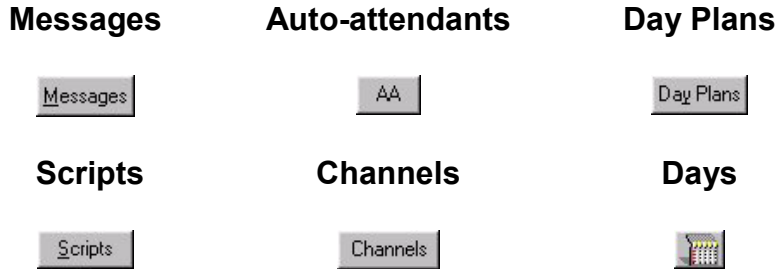 Messages Auto-attendants Day Plans
Messages AA Day Plans
Scripts Channels Days
Scripts Channels